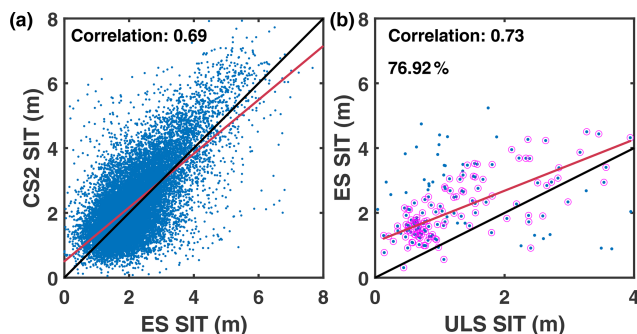 (a)
Correlation: 0.69
8
6
4
2
0
0 2 4 6 8
CS2 SIT (m)
ES SIT (m)
(b)
Correlation: 0.73
76.92 %
8
6
4
2
0
0 2 4
ES SIT (m)
ULS SIT (m)